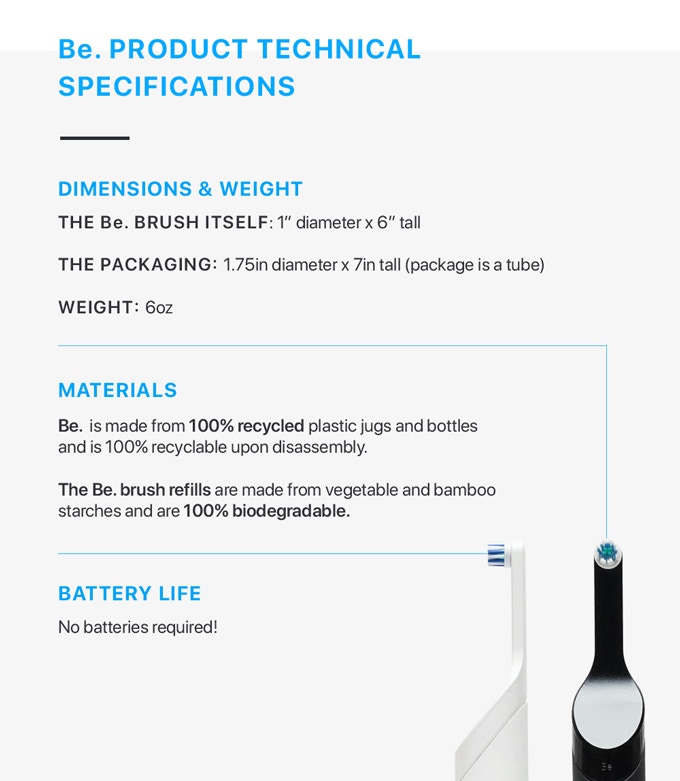 Be. PRODUCT TECHNICAL
SPECIFICATIONS
DIMENSIONS & WEIGHT
THE Be. BRUSH ITSELF: 1” diameter x 6” tall
THE PACKAGING: 1.75in diameter x 7in tall (package is a tube)
WEIGHT: 6oz
MATERIALS
Be. is made from 100% recycled plastic jugs and bottles
and is 100% recyclable upon disassembly.
The Be. brush refills are made from vegetable and bamboo
starches and are 100% biodegradable.
BATTERY LIFE
No batteries required!
Be